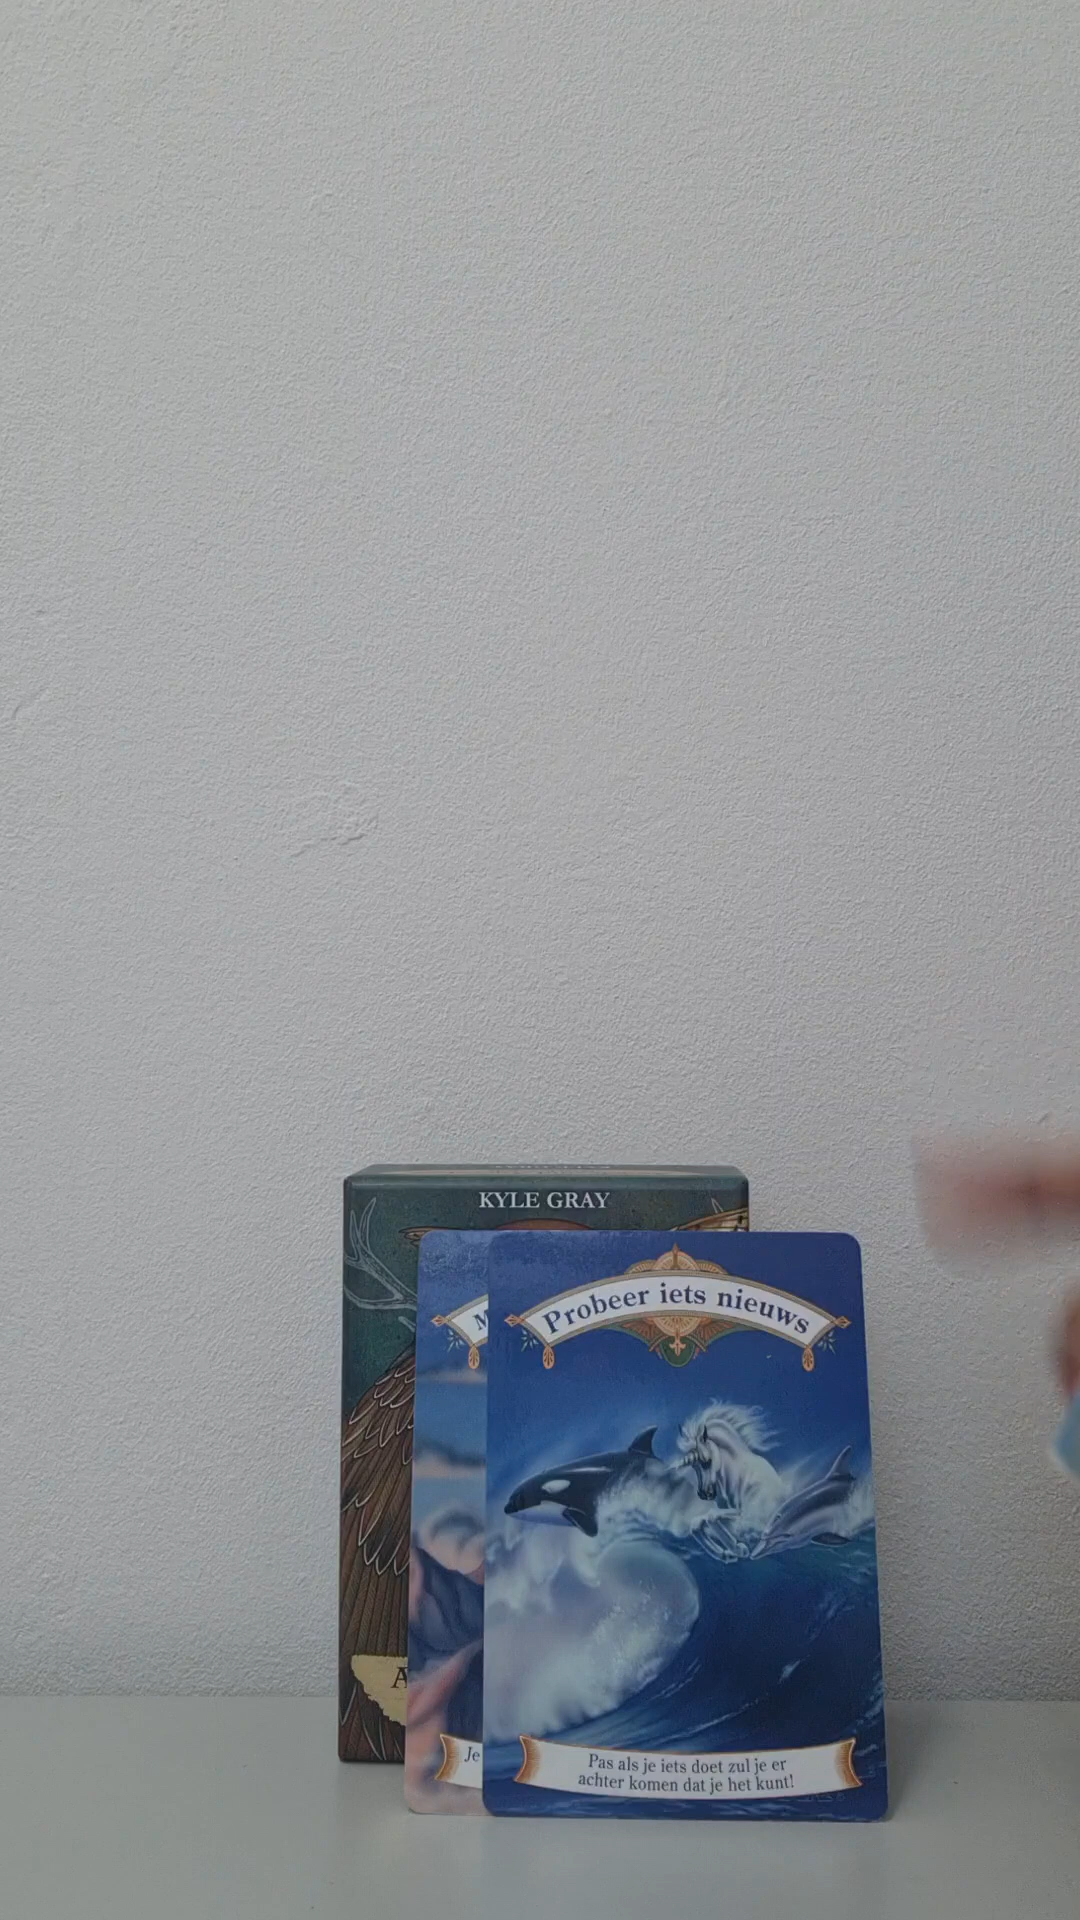 KYLE GRAY
Probeer iets nieuws
Je
Pas als je iets doet zul je er
achter komen dat je het kunt!